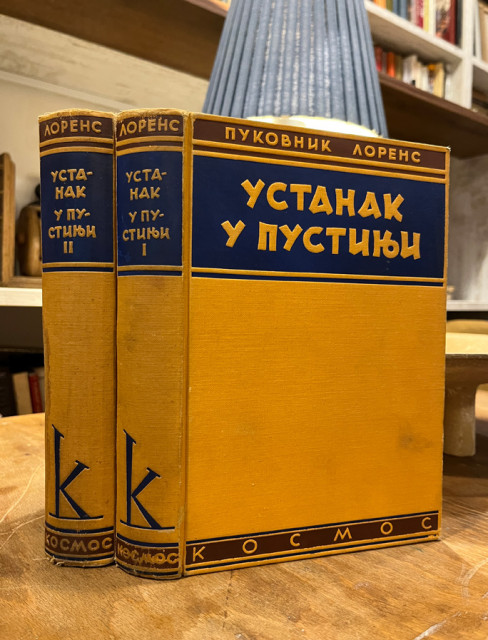 ЛОРЕНС
УСТА-
НАК
У ПУ-
СТИЊИ
II
КОСМОС
ЛОРЕНС
УСТА-
НАК
У ПУ-
СТИЊИ
I
КОСМОС
ПУКОВНИК ЛОРЕНС
УСТАНАК
У ПУСТИЊИ
КОСМОС